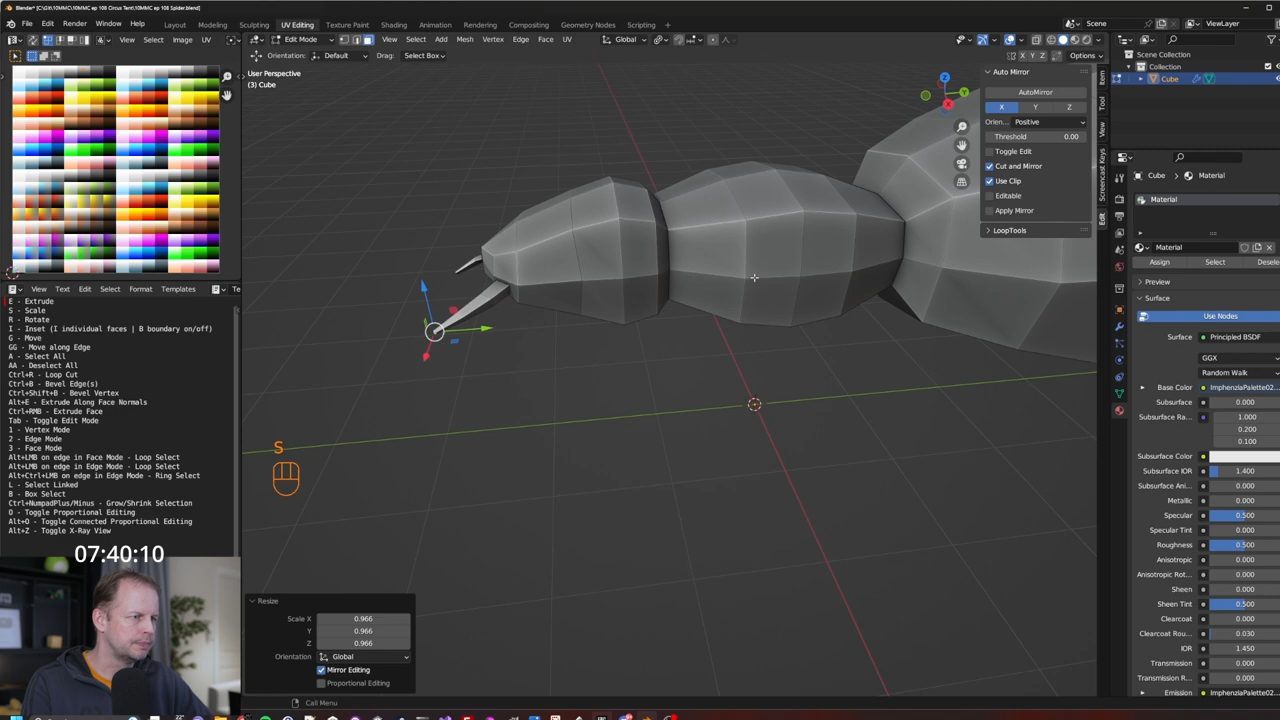 Blender* [C:\Git\10MMC ep 108 Circus Tent\10MMC ep 108 Spider.blend]
File Edit Render Window Help
Layout Modeling Sculpting UV Editing Texture Paint Shading Animation Rendering Compositing Geometry Nodes Scripting +
Scene ViewLayer
View Select Image UV
Edit Mode View Select Add Mesh Vertex Edge Face UV Global
Orientation: Default Drag: Select Box X Y Z Options
User Perspective
(3) Cube
Z Y X
Auto Mirror
AutoMirror
X Y Z
Orien... Positive
Threshold 0.00
Toggle Edit
Cut and Mirror
Use Clip
Editable
Apply Mirror
LoopTools
Item
Tool
View
Screencast Keys
Edit
Scene Collection
Collection
Cube
Cube > Material
Material
Material
Assign Select Desele
Preview
Surface
Use Nodes
Surface Principled BSDF
GGX
Random Walk
Base Color ImphenziaPalette02...
Subsurface 0.000
Subsurface Ra... 1.000
0.200
0.100
Subsurface Color
Subsurface IOR 1.400
Subsurface Ani... 0.000
Metallic 0.000
Specular 0.500
Specular Tint 0.000
Roughness 0.500
Anisotropic 0.000
Anisotropic Rot... 0.000
Sheen 0.000
Sheen Tint 0.500
Clearcoat 0.000
Clearcoat Rou... 0.030
IOR 1.450
Transmission 0.000
Transmission R... 0.000
Emission ImphenziaPalette02...
View Text Edit Select Format Templates Te
E - Extrude
S - Scale
R - Rotate
I - Inset (I individual faces | B boundary on/off)
G - Move
GG - Move along Edge
A - Select All
AA - Deselect All
Ctrl+R - Loop Cut
Ctrl+B - Bevel Edge(s)
Ctrl+Shift+B - Bevel Vertex
Alt+E - Extrude Along Face Normals
Ctrl+RMB - Extrude Face
Tab - Toggle Edit Mode
1 - Vertex Mode
2 - Edge Mode
3 - Face Mode
Alt+LMB on edge in Face Mode - Loop Select
Alt+LMB on edge in Edge Mode - Loop Select
Alt+Ctrl+LMB on edge in Edge Mode - Ring Select
L - Select Linked
B - Box Select
Ctrl+NumpadPlus/Minus - Grow/Shrink Selection
O - Toggle Proportional Editing
Alt+O - Toggle Connected Proportional Editing
Alt+Z - Toggle X-Ray View
07:40:10
S
Resize
Scale X 0.966
Y 0.966
Z 0.966
Orientation Global
Mirror Editing
Proportional Editing
Call Menu